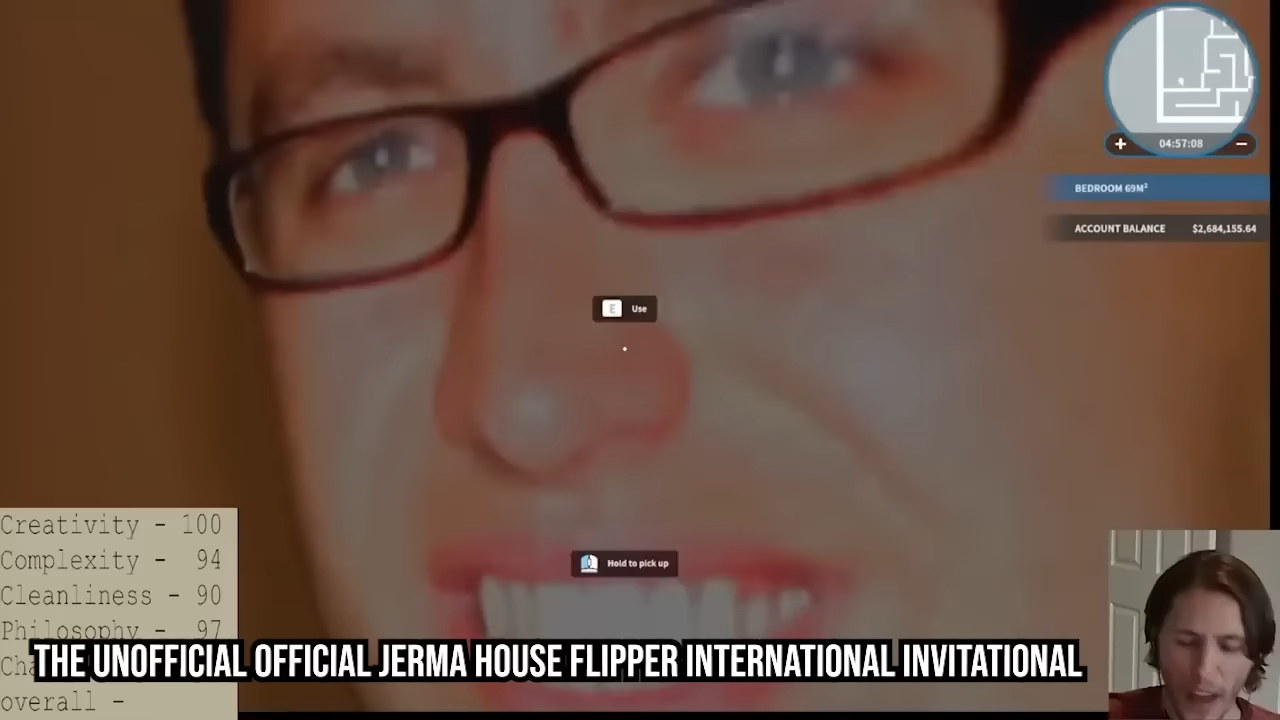 04:57:08
BEDROOM 69M²
ACCOUNT BALANCE $2,684,155.64
E Use
Hold to pick up
Creativity - 100
Complexity - 94
Cleanliness - 90
Philosophy - 97
overall -
THE UNOFFICIAL OFFICIAL JERMA HOUSE FLIPPER INTERNATIONAL INVITATIONAL